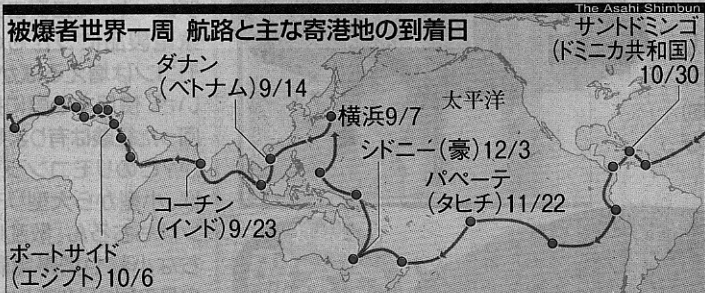 The Asahi Shimbun
被爆者世界一周 航路と主な寄港地の到着日
サントドミンゴ
(ドミニカ共和国)
10/30
ダナン
(ベトナム)9/14
横浜9/7
太平洋
シドニー(豪)12/3
パペーテ
(タヒチ)11/22
コーチン
(インド)9/23
ポートサイド
(エジプト)10/6